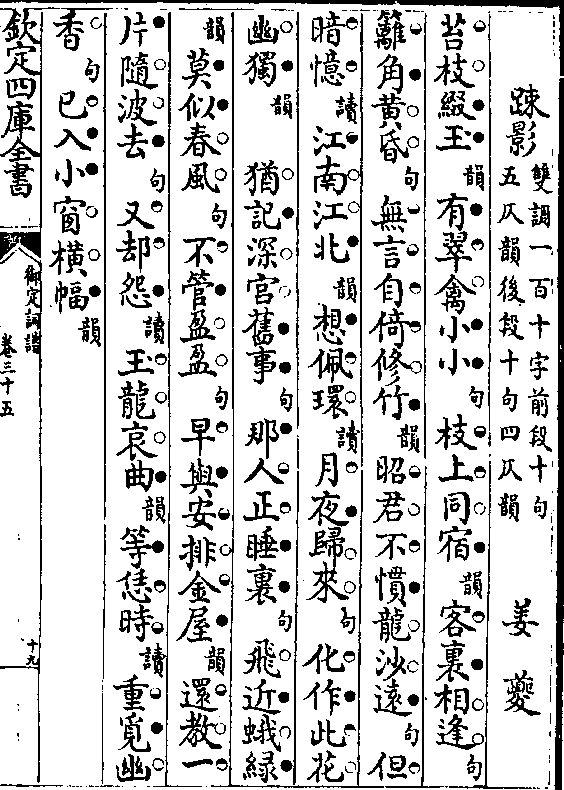 疎影 雙調一百十字前段十句五仄韻後段十句四仄韻 姜夔
苔枝綴玉韻有翠禽小小句枝上同宿韻客裏相逢句
籬角黄昏句無言自倚修竹韻昭君不慣龍沙遠句但
暗憶讀江南江北韻想佩環讀月夜歸來句化作此花
幽獨韻 猶記深宮舊事句那人正睡裏句飛近蛾緑
韻莫似春風句不管盈盈句早與安排金屋韻還教一
片隨波去句又却怨讀玉龍哀曲韻等恁時讀重覓幽
香句已入小窗橫幅韻
欽定四庫全書 御定詞譜 卷三十五 十九